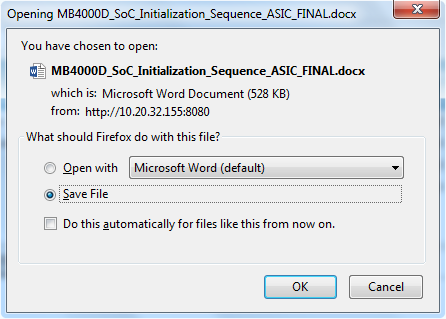 Opening MB4000D_SoC_Initialization_Sequence_ASIC_FINAL.docx
You have chosen to open:
MB4000D_SoC_Initialization_Sequence_ASIC_FINAL.docx
which is: Microsoft Word Document (528 KB)
from: http://10.20.32.155:8080
What should Firefox do with this file?
Open with Microsoft Word (default)
Save File
Do this automatically for files like this from now on.
OK Cancel